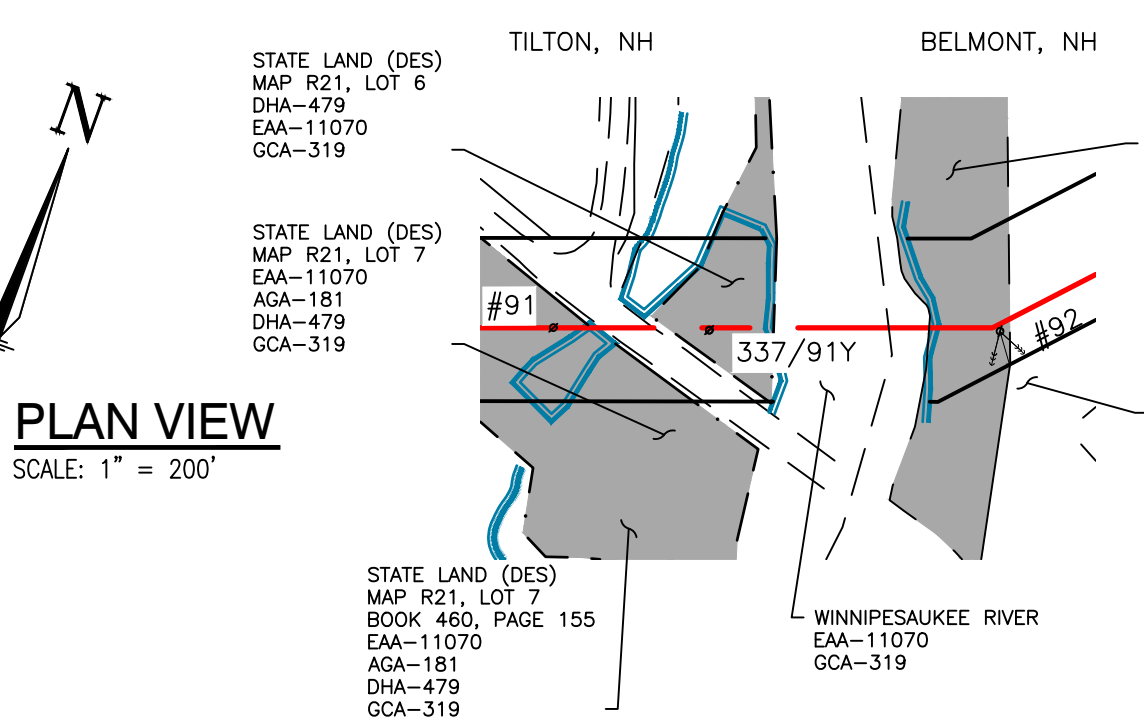 TILTON, NH
BELMONT, NH
STATE LAND (DES)
MAP R21, LOT 6
DHA-479
EAA-11070
GCA-319
N
STATE LAND (DES)
MAP R21, LOT 7
EAA-11070
AGA-181
DHA-479
GCA-319
#91
337/91Y
#92
PLAN VIEW
SCALE: 1" = 200'
STATE LAND (DES)
MAP R21, LOT 7
BOOK 460, PAGE 155
EAA-11070
AGA-181
DHA-479
GCA-319
WINNIPESAUKEE RIVER
EAA-11070
GCA-319